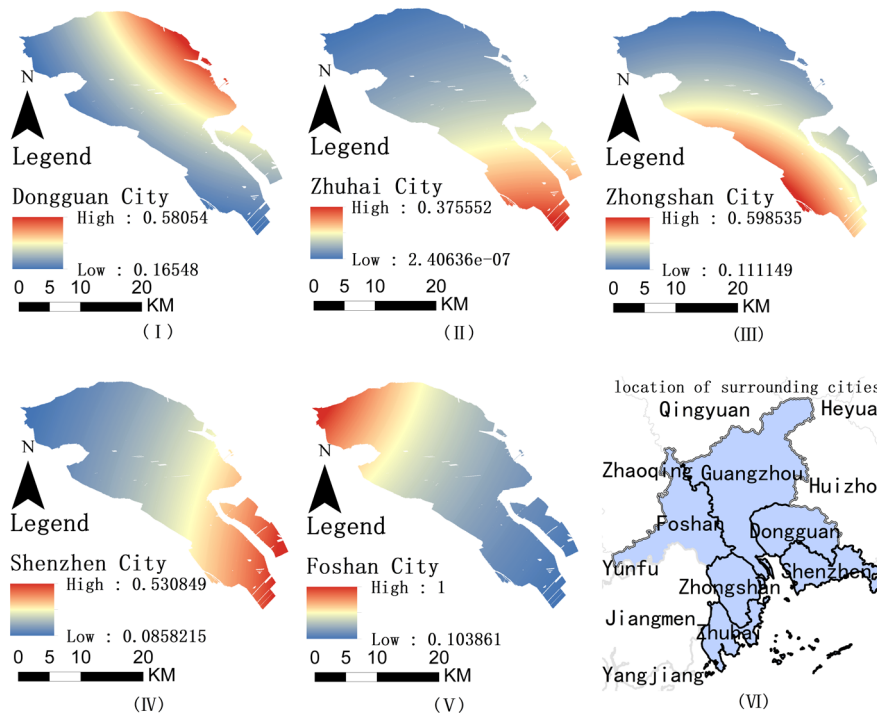 N
Legend
Dongguan City
High : 0.58054
Low : 0.16548
0 5 10 20
KM
(I)
N
Legend
Zhuhai City
High : 0.375552
Low : 2.40636e-07
0 5 10 20
KM
(II)
N
Legend
Zhongshan City
High : 0.598535
Low : 0.111149
0 5 10 20
KM
(III)
N
Legend
Shenzhen City
High : 0.530849
Low : 0.0858215
0 5 10 20
KM
(IV)
N
Legend
Foshan City
High : 1
Low : 0.103861
0 5 10 20
KM
(V)
location of surrounding cities
Qingyuan
Heyua
Zhaoqing
Guangzhou
Huizho
Foshan
Dongguan
Yunfu
Shenzhen
Zhongshan
Jiangmen
Zhuhai
Yangjiang
(VI)